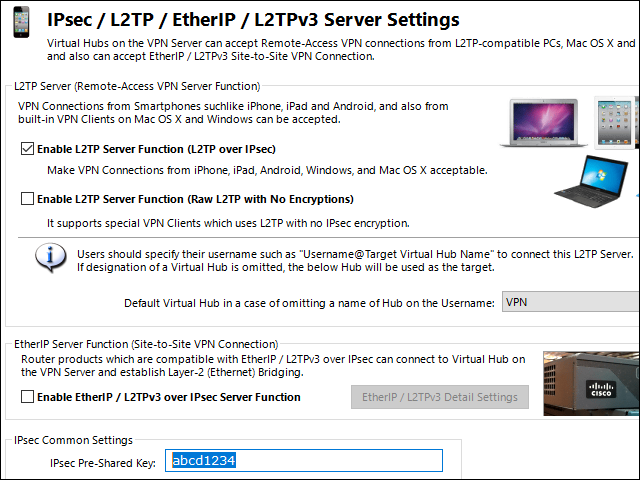 IPsec / L2TP / EtherIP / L2TPv3 Server Settings
Virtual Hubs on the VPN Server can accept Remote-Access VPN connections from L2TP-compatible PCs, Mac OS X and
and also can accept EtherIP / L2TPv3 Site-to-Site VPN Connection.
L2TP Server (Remote-Access VPN Server Function)
VPN Connections from Smartphones suchlike iPhone, iPad and Android, and also from
built-in VPN Clients on Mac OS X and Windows can be accepted.
Enable L2TP Server Function (L2TP over IPsec)
Make VPN Connections from iPhone, iPad, Android, Windows, and Mac OS X acceptable.
Enable L2TP Server Function (Raw L2TP with No Encryptions)
It supports special VPN Clients which uses L2TP with no IPsec encryption.
Users should specify their username such as "Username@Target Virtual Hub Name" to connect this L2TP Server.
If designation of a Virtual Hub is omitted, the below Hub will be used as the target.
Default Virtual Hub in a case of omitting a name of Hub on the Username: VPN
EtherIP Server Function (Site-to-Site VPN Connection)
Router products which are compatible with EtherIP / L2TPv3 over IPsec can connect to Virtual Hub on
the VPN Server and establish Layer-2 (Ethernet) Bridging.
Enable EtherIP / L2TPv3 over IPsec Server Function
EtherIP / L2TPv3 Detail Settings
CISCO
IPsec Common Settings
IPsec Pre-Shared Key: abcd1234